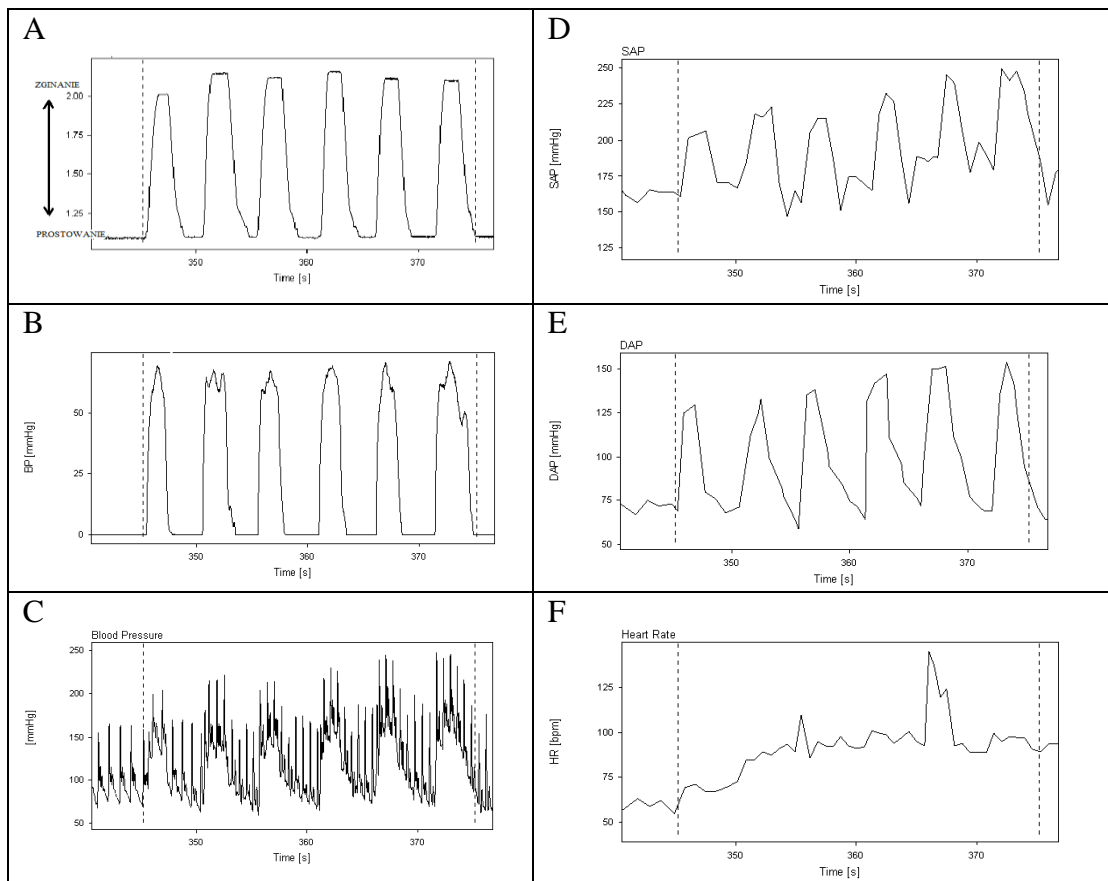 A
ZGINANIE
2.00
1.75
1.50
1.25
PROSTOWANIE
350
360
370
Time [s]
D
SAP
250
225
200
175
150
125
SAP [mmHg]
350
360
370
Time [s]
B
50
25
0
BP [mmHg]
350
360
370
Time [s]
E
DAP
150
125
100
75
50
DAP [mmHg]
350
360
370
Time [s]
C
Blood Pressure
250
200
150
100
50
[mmHg]
350
360
370
Time [s]
F
Heart Rate
125
100
75
50
HR [bpm]
350
360
370
Time [s]